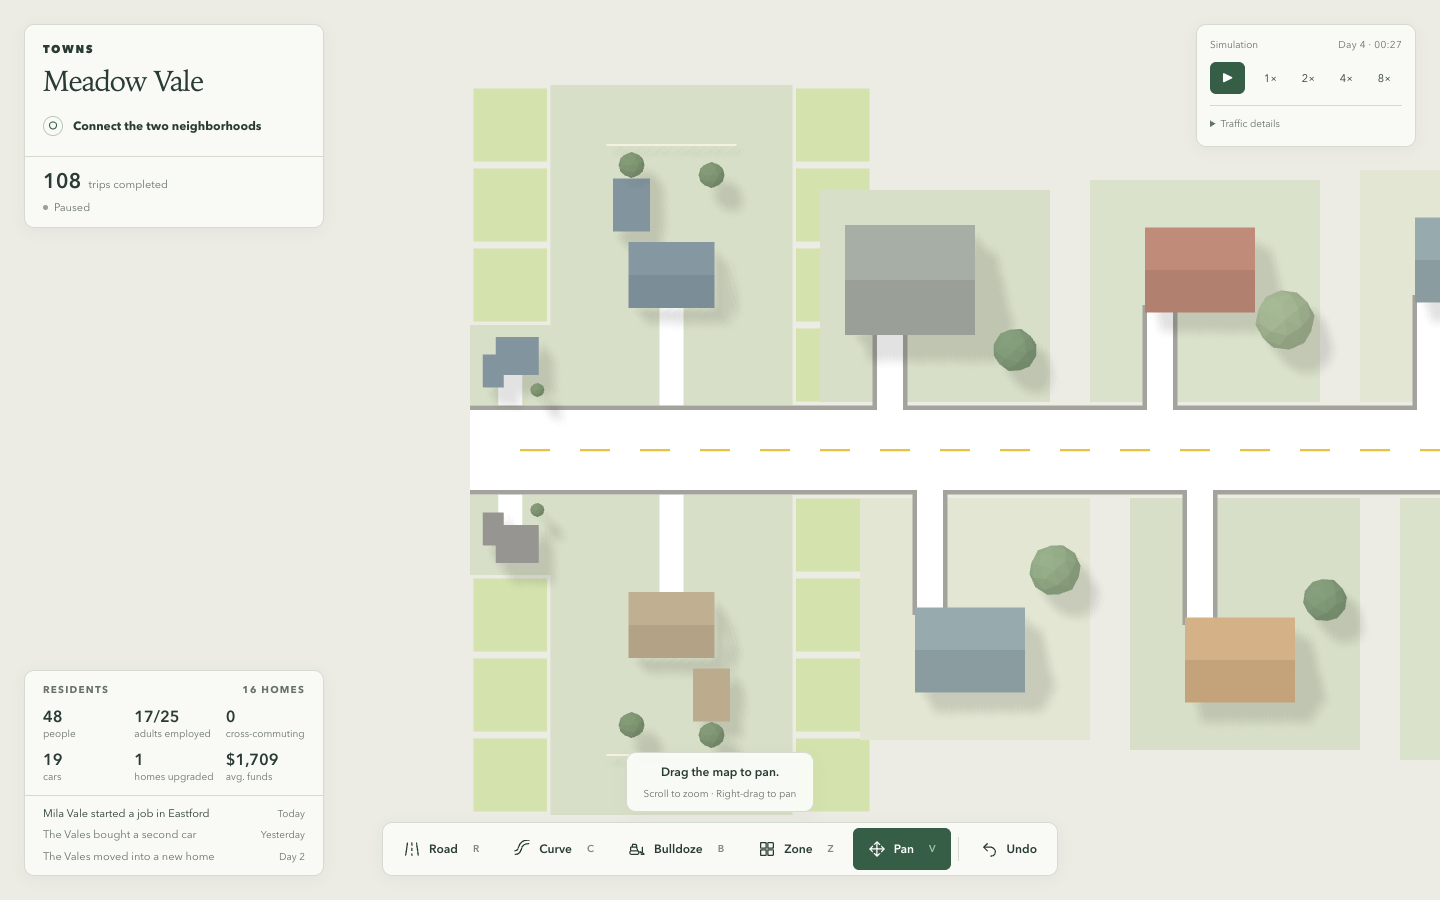 TOWNS
Meadow Vale
Connect the two neighborhoods
108 trips completed
Paused
Simulation Day 4 · 00:27
1× 2× 4× 8×
Traffic details
RESIDENTS 16 HOMES
48 17/25 0
people adults employed cross-commuting
19 1 $1,709
cars homes upgraded avg. funds
Mila Vale started a job in Eastford Today
The Vales bought a second car Yesterday
The Vales moved into a new home Day 2
Drag the map to pan.
Scroll to zoom · Right-drag to pan
Road R Curve C Bulldoze B Zone Z Pan V Undo